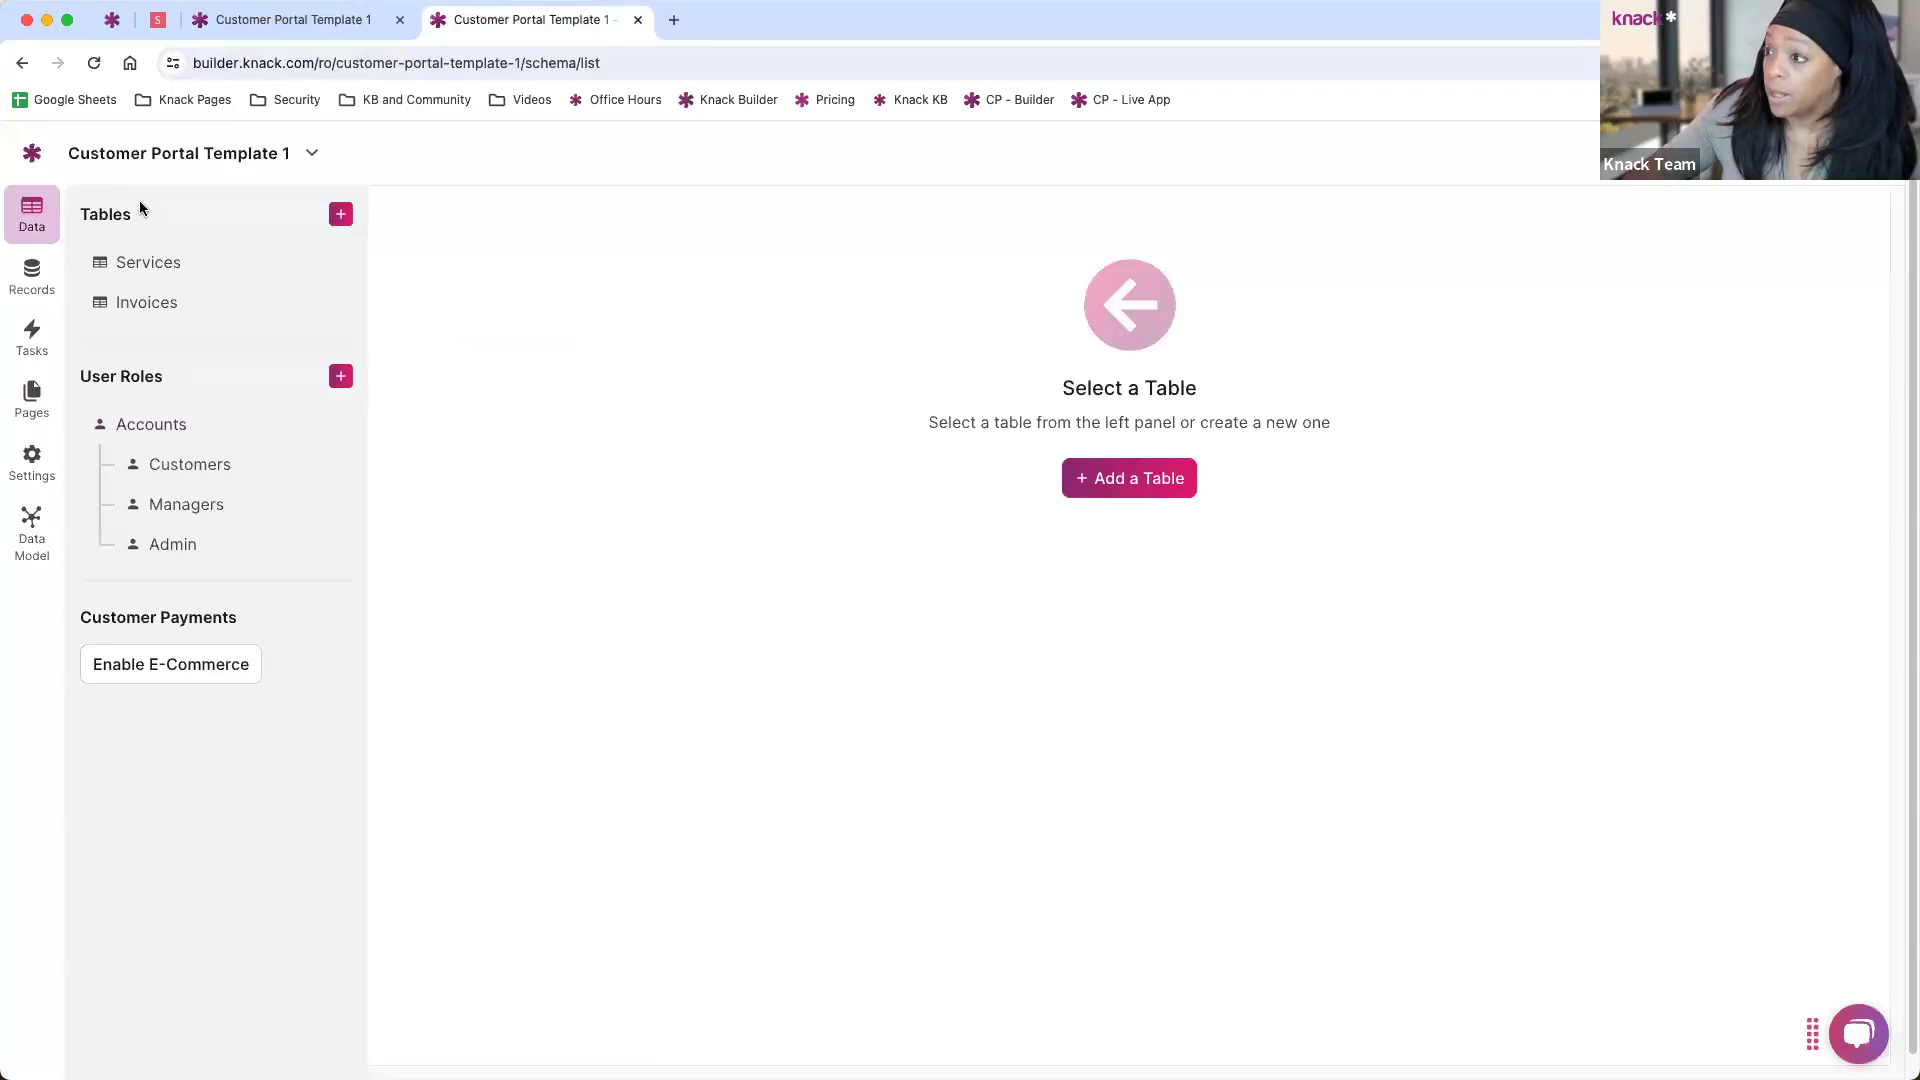 S
Customer Portal Template 1
Customer Portal Template 1 -
builder.knack.com/ro/customer-portal-template-1/schema/list
Google Sheets
Knack Pages
Security
KB and Community
Videos
Office Hours
Knack Builder
Pricing
Knack KB
CP - Builder
CP - Live App
knack*
Knack Team
Customer Portal Template 1
Data
Records
Tasks
Pages
Settings
Data
Model
Tables
Services
Invoices
User Roles
Accounts
Customers
Managers
Admin
Customer Payments
Enable E-Commerce
Select a Table
Select a table from the left panel or create a new one
+ Add a Table